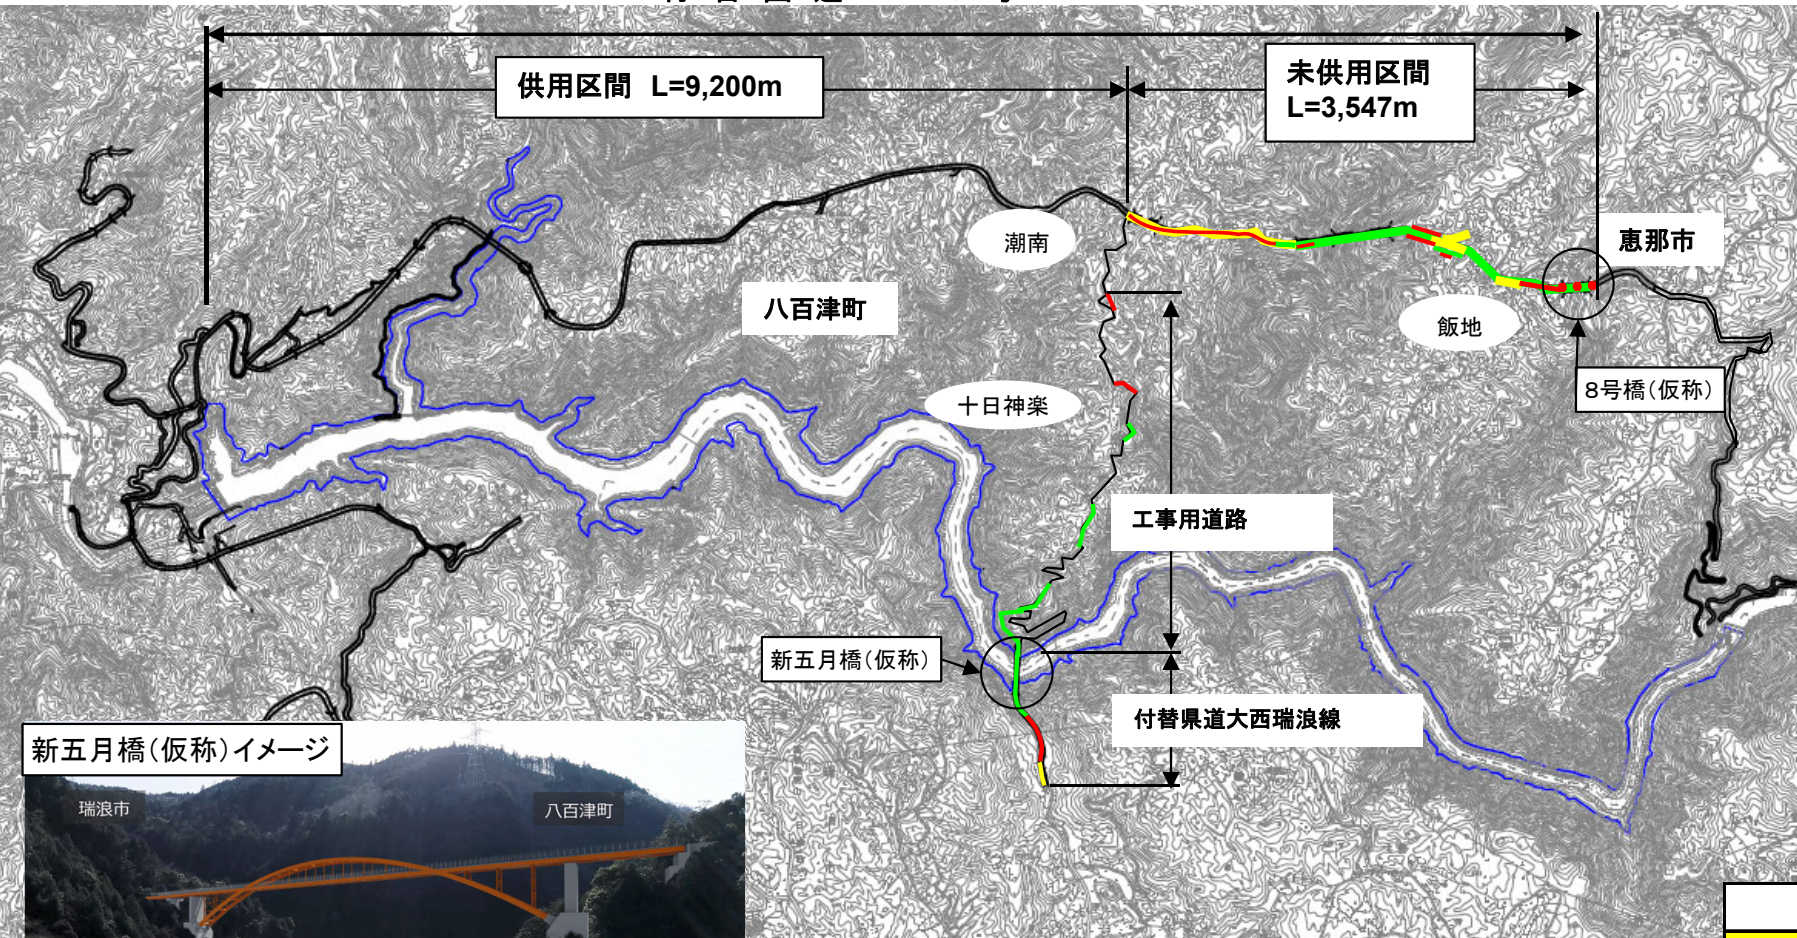 供用区間 L=9,200m
未供用区間
L=3,547m
潮南
恵那市
八百津町
飯地
8号橋(仮称)
十日神楽
工事用道路
新五月橋(仮称)
付替県道大西瑞浪線
新五月橋(仮称)イメージ
瑞浪市
八百津町